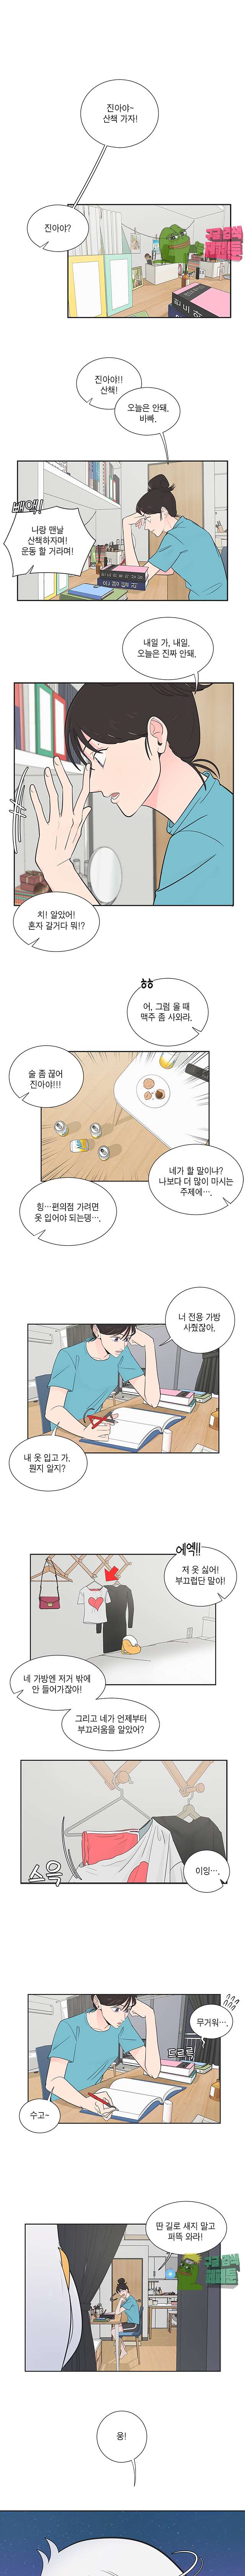 진아야~
산책 가자!
진아야?
진아야!!
산책!
오늘은 안돼.
바빠.
빼액!
나랑 맨날
산책하자며!
운동 할 거라며!
내일 가, 내일.
오늘은 진짜 안돼.
치! 알았어!
혼자 갈거다 뭐!?
어, 그럼 올 때
맥주 좀 사와라.
술 좀 끊어
진아야!!!
네가 할 말이냐?
나보다 더 많이 마시는
주제에….
힝…편의점 가려면
옷 입어야 되는뎅….
너 전용 가방
사줬잖아.
내 옷 입고 가.
뭔지 알지?
에엑!!
저 옷 싫어!
부끄럽단 말야!
네 가방엔 저거 밖에
안 들어가잖아!
그리고 네가 언제부터
부끄러움을 알았어?
스윽
이잉….
무거워….
드르륵
수고~
딴 길로 새지 말고
퍼뜩 와라!
웅!